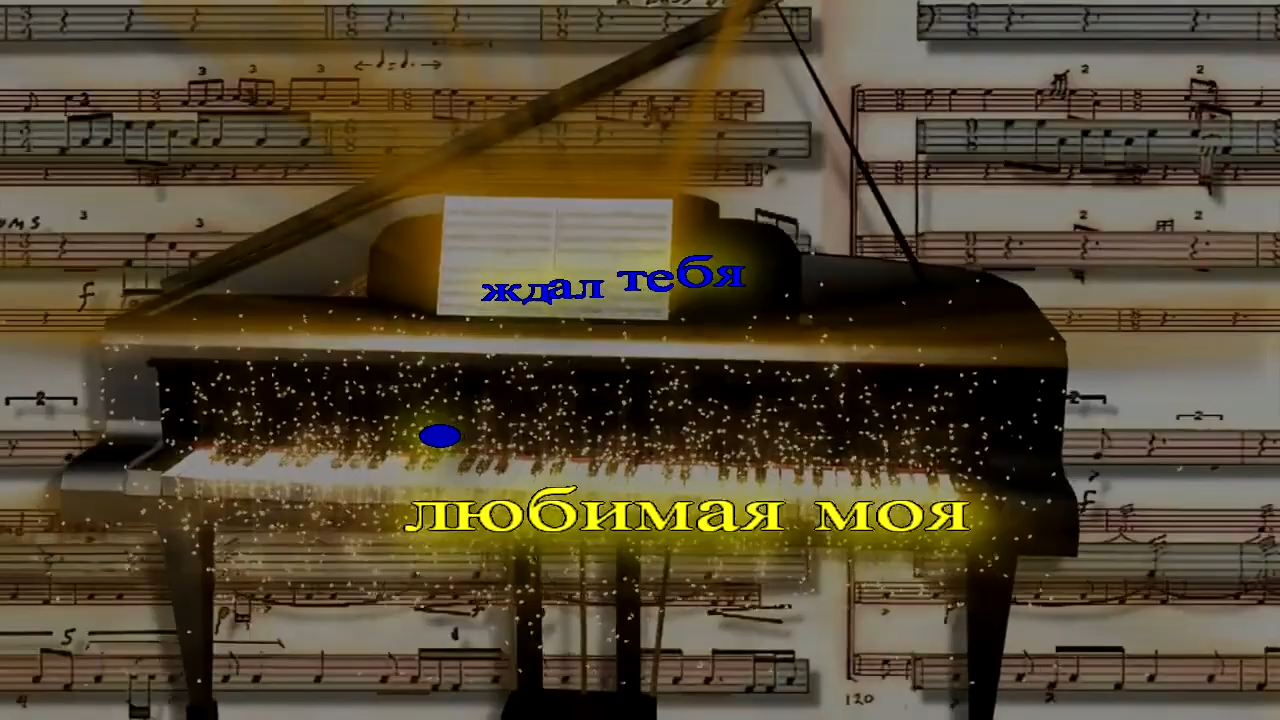 ждал тебя
любимая моя